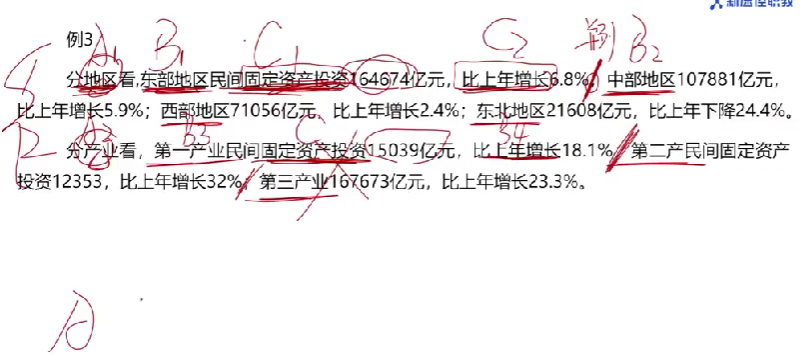 例3
A₁ B₁ C₁ C₂ B₂
分地区看,东部地区民间固定资产投资164674亿元，比上年增长6.8%；中部地区107881亿元，
比上年增长5.9%；西部地区71056亿元，比上年增长2.4%；东北地区21608亿元，比上年下降24.4%。
A₂ B3 B4
分产业看，第一产业民间固定资产投资15039亿元，比上年增长18.1%，第二产民间固定资产
投资12353，比上年增长32%，第三产业167673亿元，比上年增长23.3%。
A